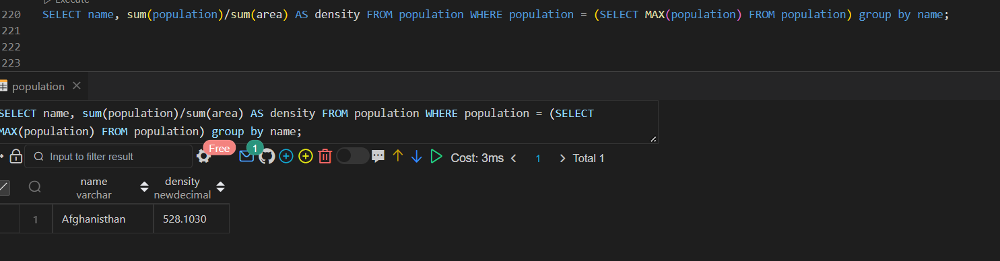 Execute
220 SELECT name, sum(population)/sum(area) AS density FROM population WHERE population = (SELECT MAX(population) FROM population) group by name;
221
222
223
population
SELECT name, sum(population)/sum(area) AS density FROM population WHERE population = (SELECT
MAX(population) FROM population) group by name;
Input to filter result Free 1 Cost: 3ms 1 Total 1
name density
varchar newdecimal
1 Afghanisthan 528.1030